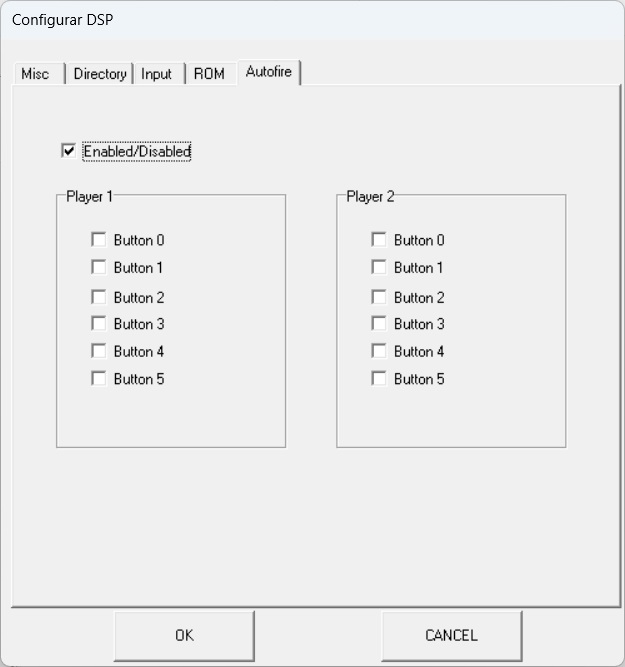 Configurar DSP
Misc Directory Input ROM Autofire
Enabled/Disabled
Player 1
Button 0
Button 1
Button 2
Button 3
Button 4
Button 5
Player 2
Button 0
Button 1
Button 2
Button 3
Button 4
Button 5
OK CANCEL